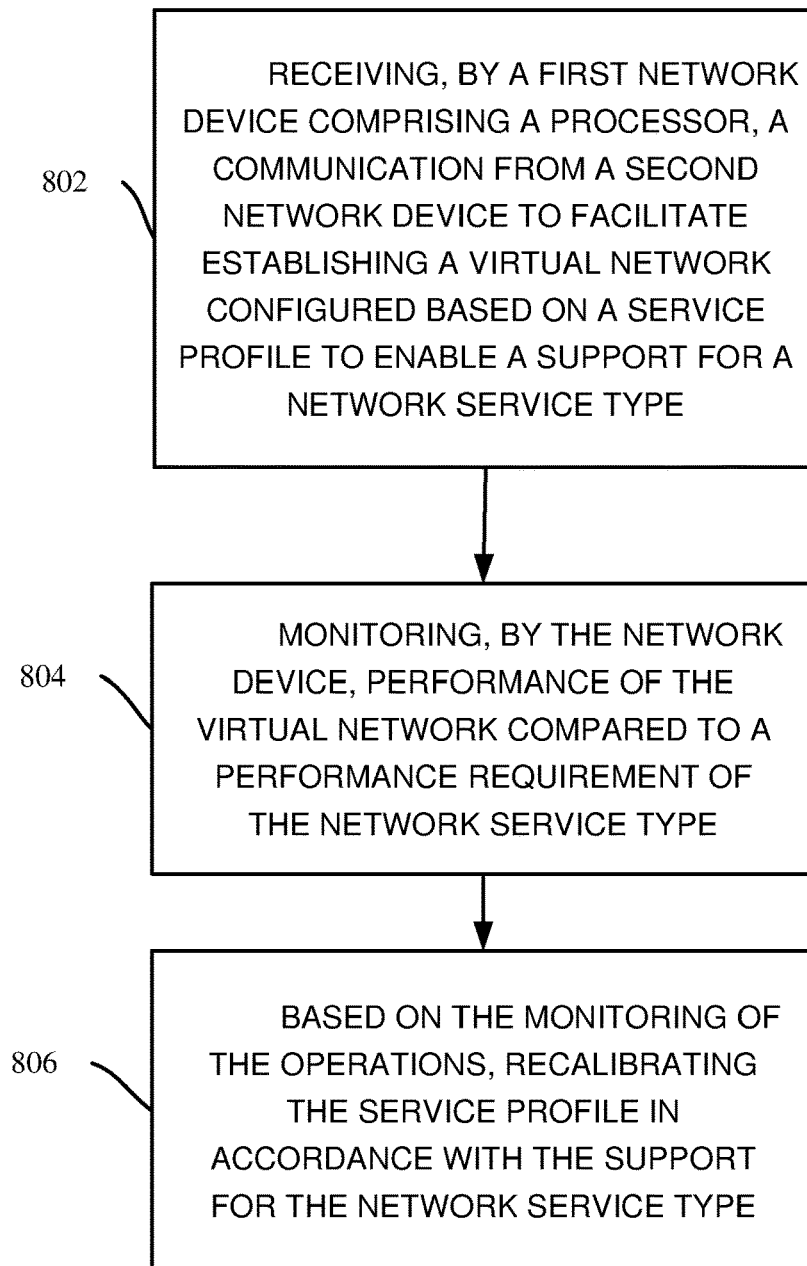 RECEIVING, BY A FIRST NETWORK
DEVICE COMPRISING A PROCESSOR, A
COMMUNICATION FROM A SECOND
NETWORK DEVICE TO FACILITATE
ESTABLISHING A VIRTUAL NETWORK
CONFIGURED BASED ON A SERVICE
PROFILE TO ENABLE A SUPPORT FOR A
NETWORK SERVICE TYPE
802
MONITORING, BY THE NETWORK
DEVICE, PERFORMANCE OF THE
VIRTUAL NETWORK COMPARED TO A
PERFORMANCE REQUIREMENT OF
THE NETWORK SERVICE TYPE
804
BASED ON THE MONITORING OF
THE OPERATIONS, RECALIBRATING
THE SERVICE PROFILE IN
ACCORDANCE WITH THE SUPPORT
FOR THE NETWORK SERVICE TYPE
806